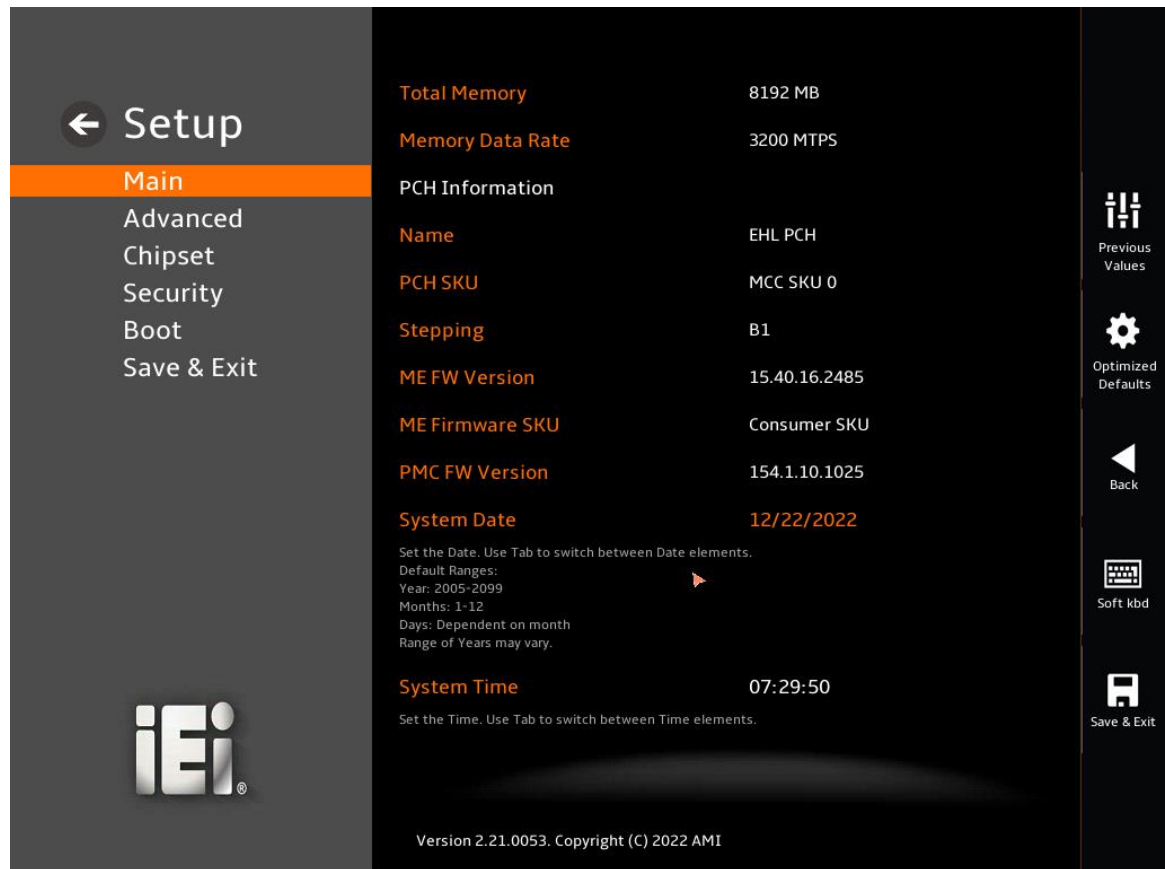 Setup
Main
Advanced
Chipset
Security
Boot
Save & Exit
iEi®
Total Memory 8192 MB
Memory Data Rate 3200 MTPS
PCH Information
Name EHL PCH
PCH SKU MCC SKU 0
Stepping B1
ME FW Version 15.40.16.2485
ME Firmware SKU Consumer SKU
PMC FW Version 154.1.10.1025
System Date 12/22/2022
Set the Date. Use Tab to switch between Date elements.
Default Ranges:
Year: 2005-2099
Months: 1-12
Days: Dependent on month
Range of Years may vary.
System Time 07:29:50
Set the Time. Use Tab to switch between Time elements.
Version 2.21.0053. Copyright (C) 2022 AMI
Previous
Values
Optimized
Defaults
Back
Soft kbd
Save & Exit